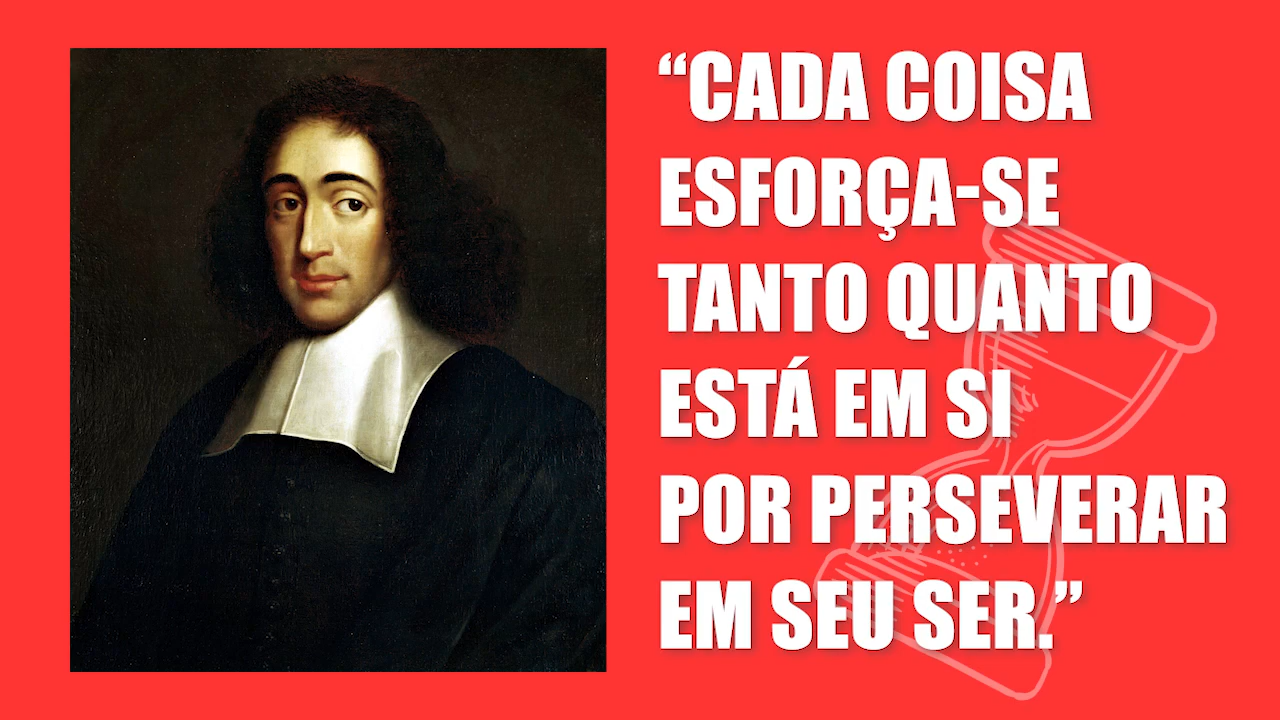 “CADA COISA
ESFORÇA-SE
TANTO QUANTO
ESTÁ EM SI
POR PERSEVERAR
EM SEU SER.”